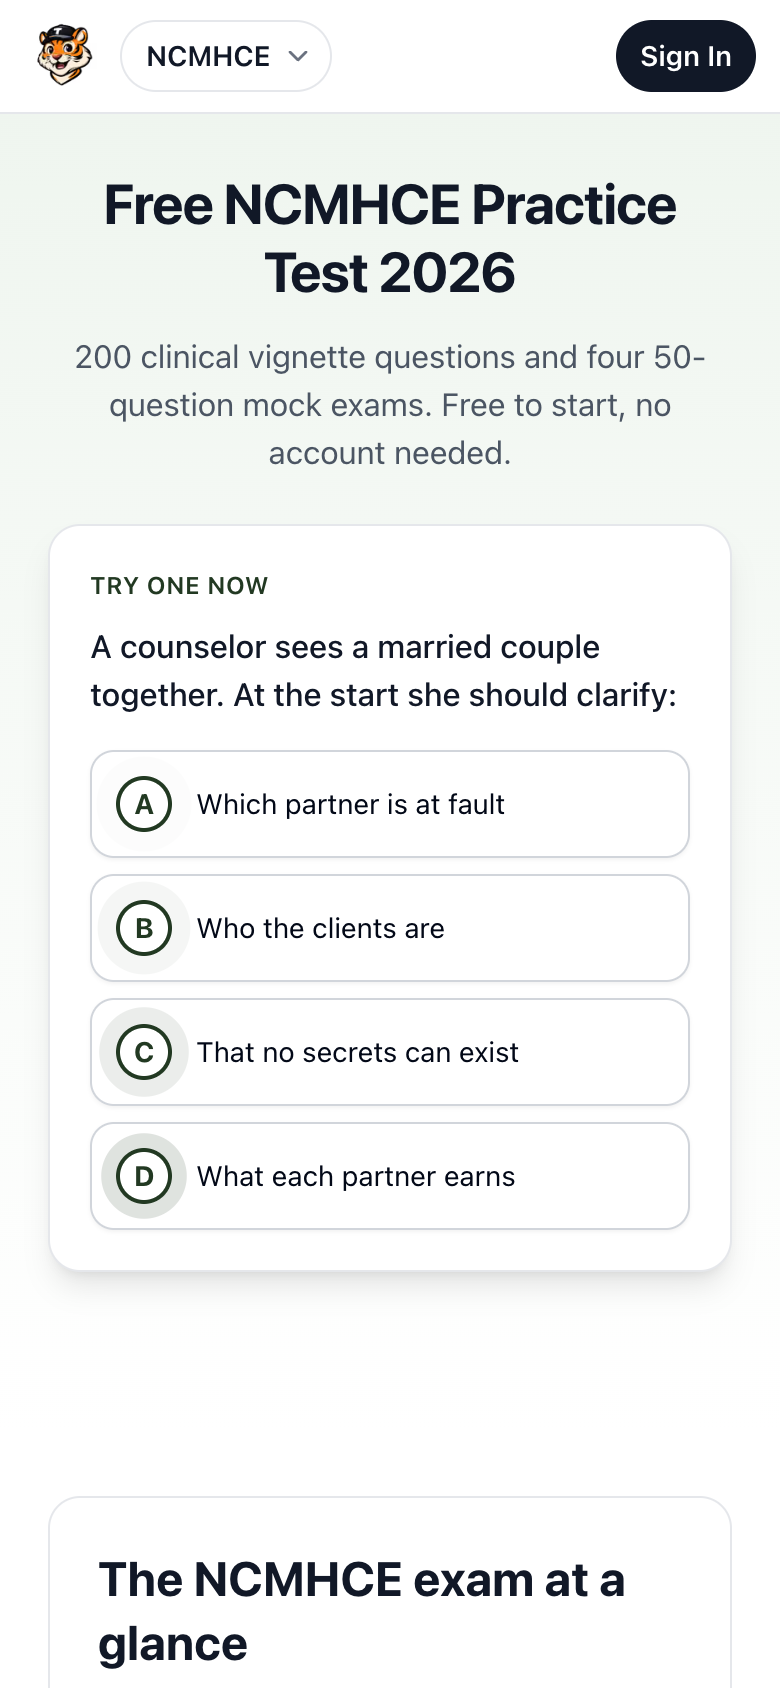 NCMHCE
Sign In
Free NCMHCE Practice
Test 2026
200 clinical vignette questions and four 50-
question mock exams. Free to start, no
account needed.
TRY ONE NOW
A counselor sees a married couple
together. At the start she should clarify:
A Which partner is at fault
B Who the clients are
C That no secrets can exist
D What each partner earns
The NCMHCE exam at a
glance